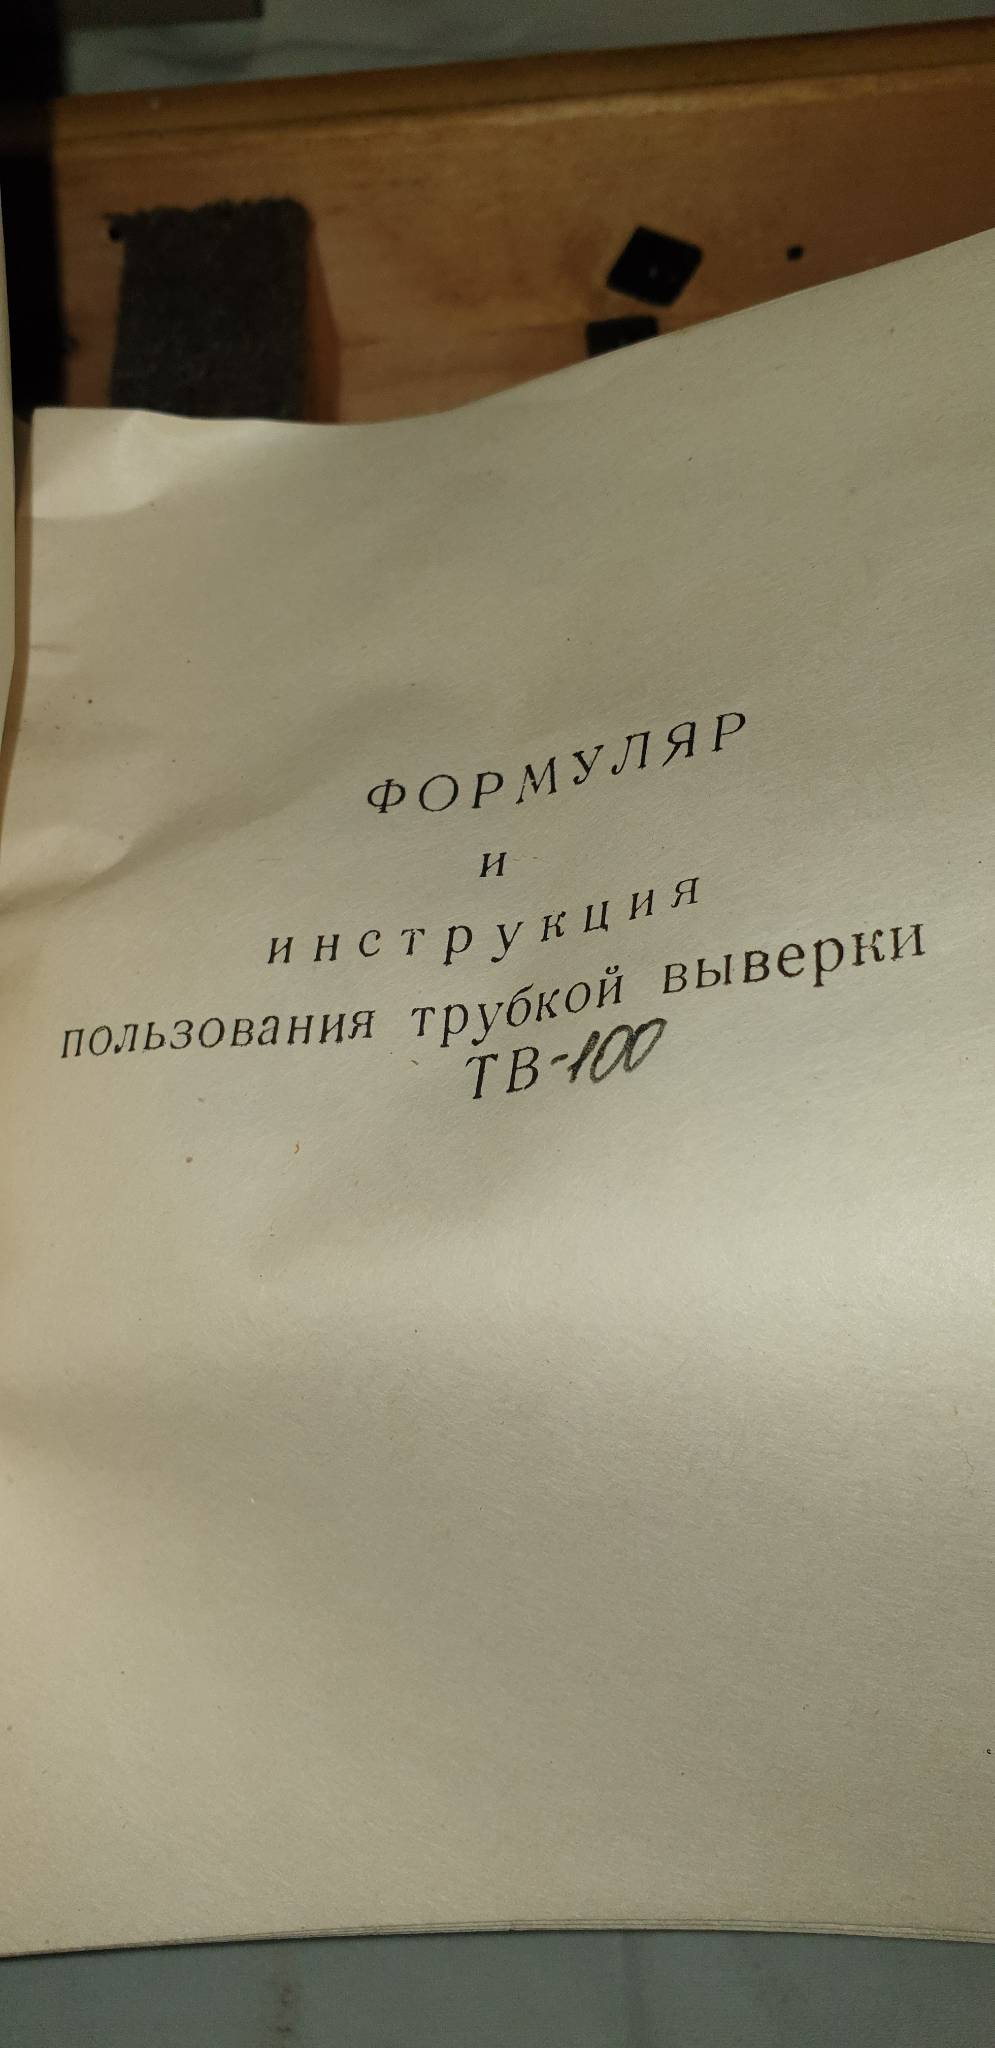 ФОРМУЛЯР
и
инструкция
пользования трубкой выверки
ТВ-100